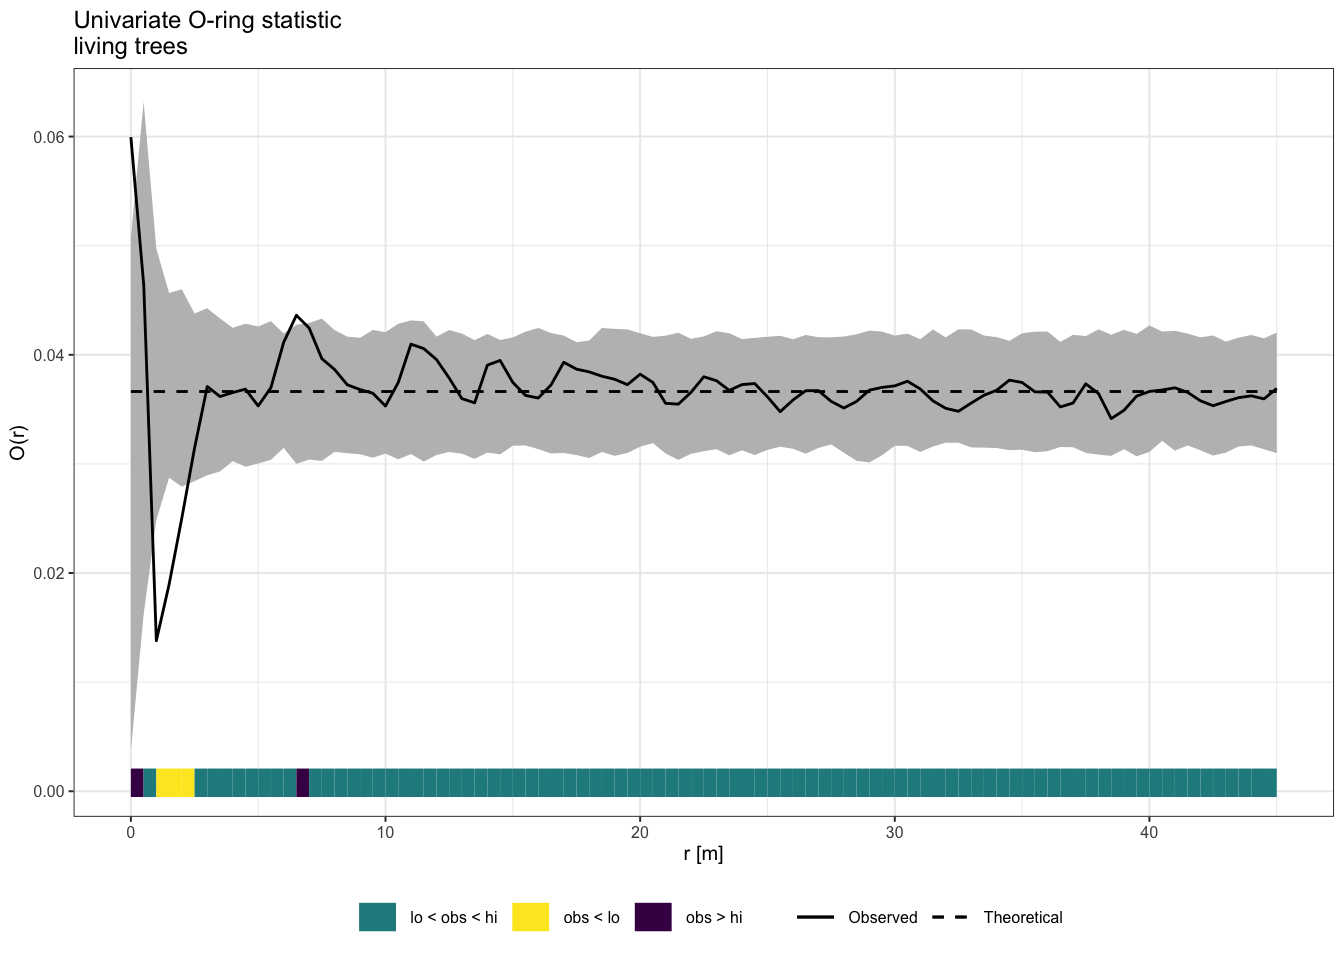 Univariate O-ring statistic
living trees
0.06
0.04
0.02
0.00
O(r)
0 10 20 30 40
r [m]
lo < obs < hi obs < lo obs > hi Observed Theoretical